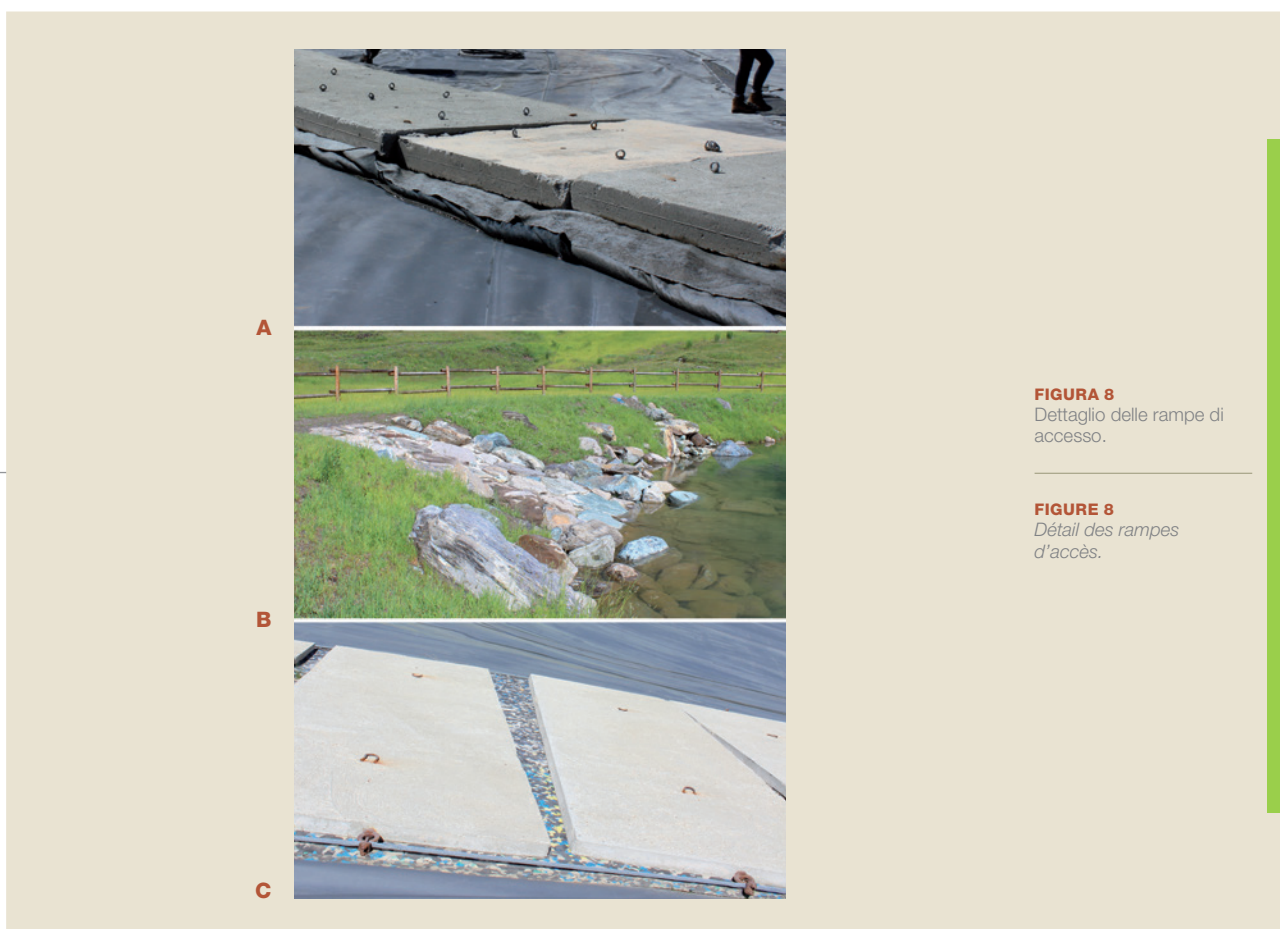 A
B
C
FIGURA 8
Dettaglio delle rampe di
accesso.
FIGURE 8
Détail des rampes
d'accès.